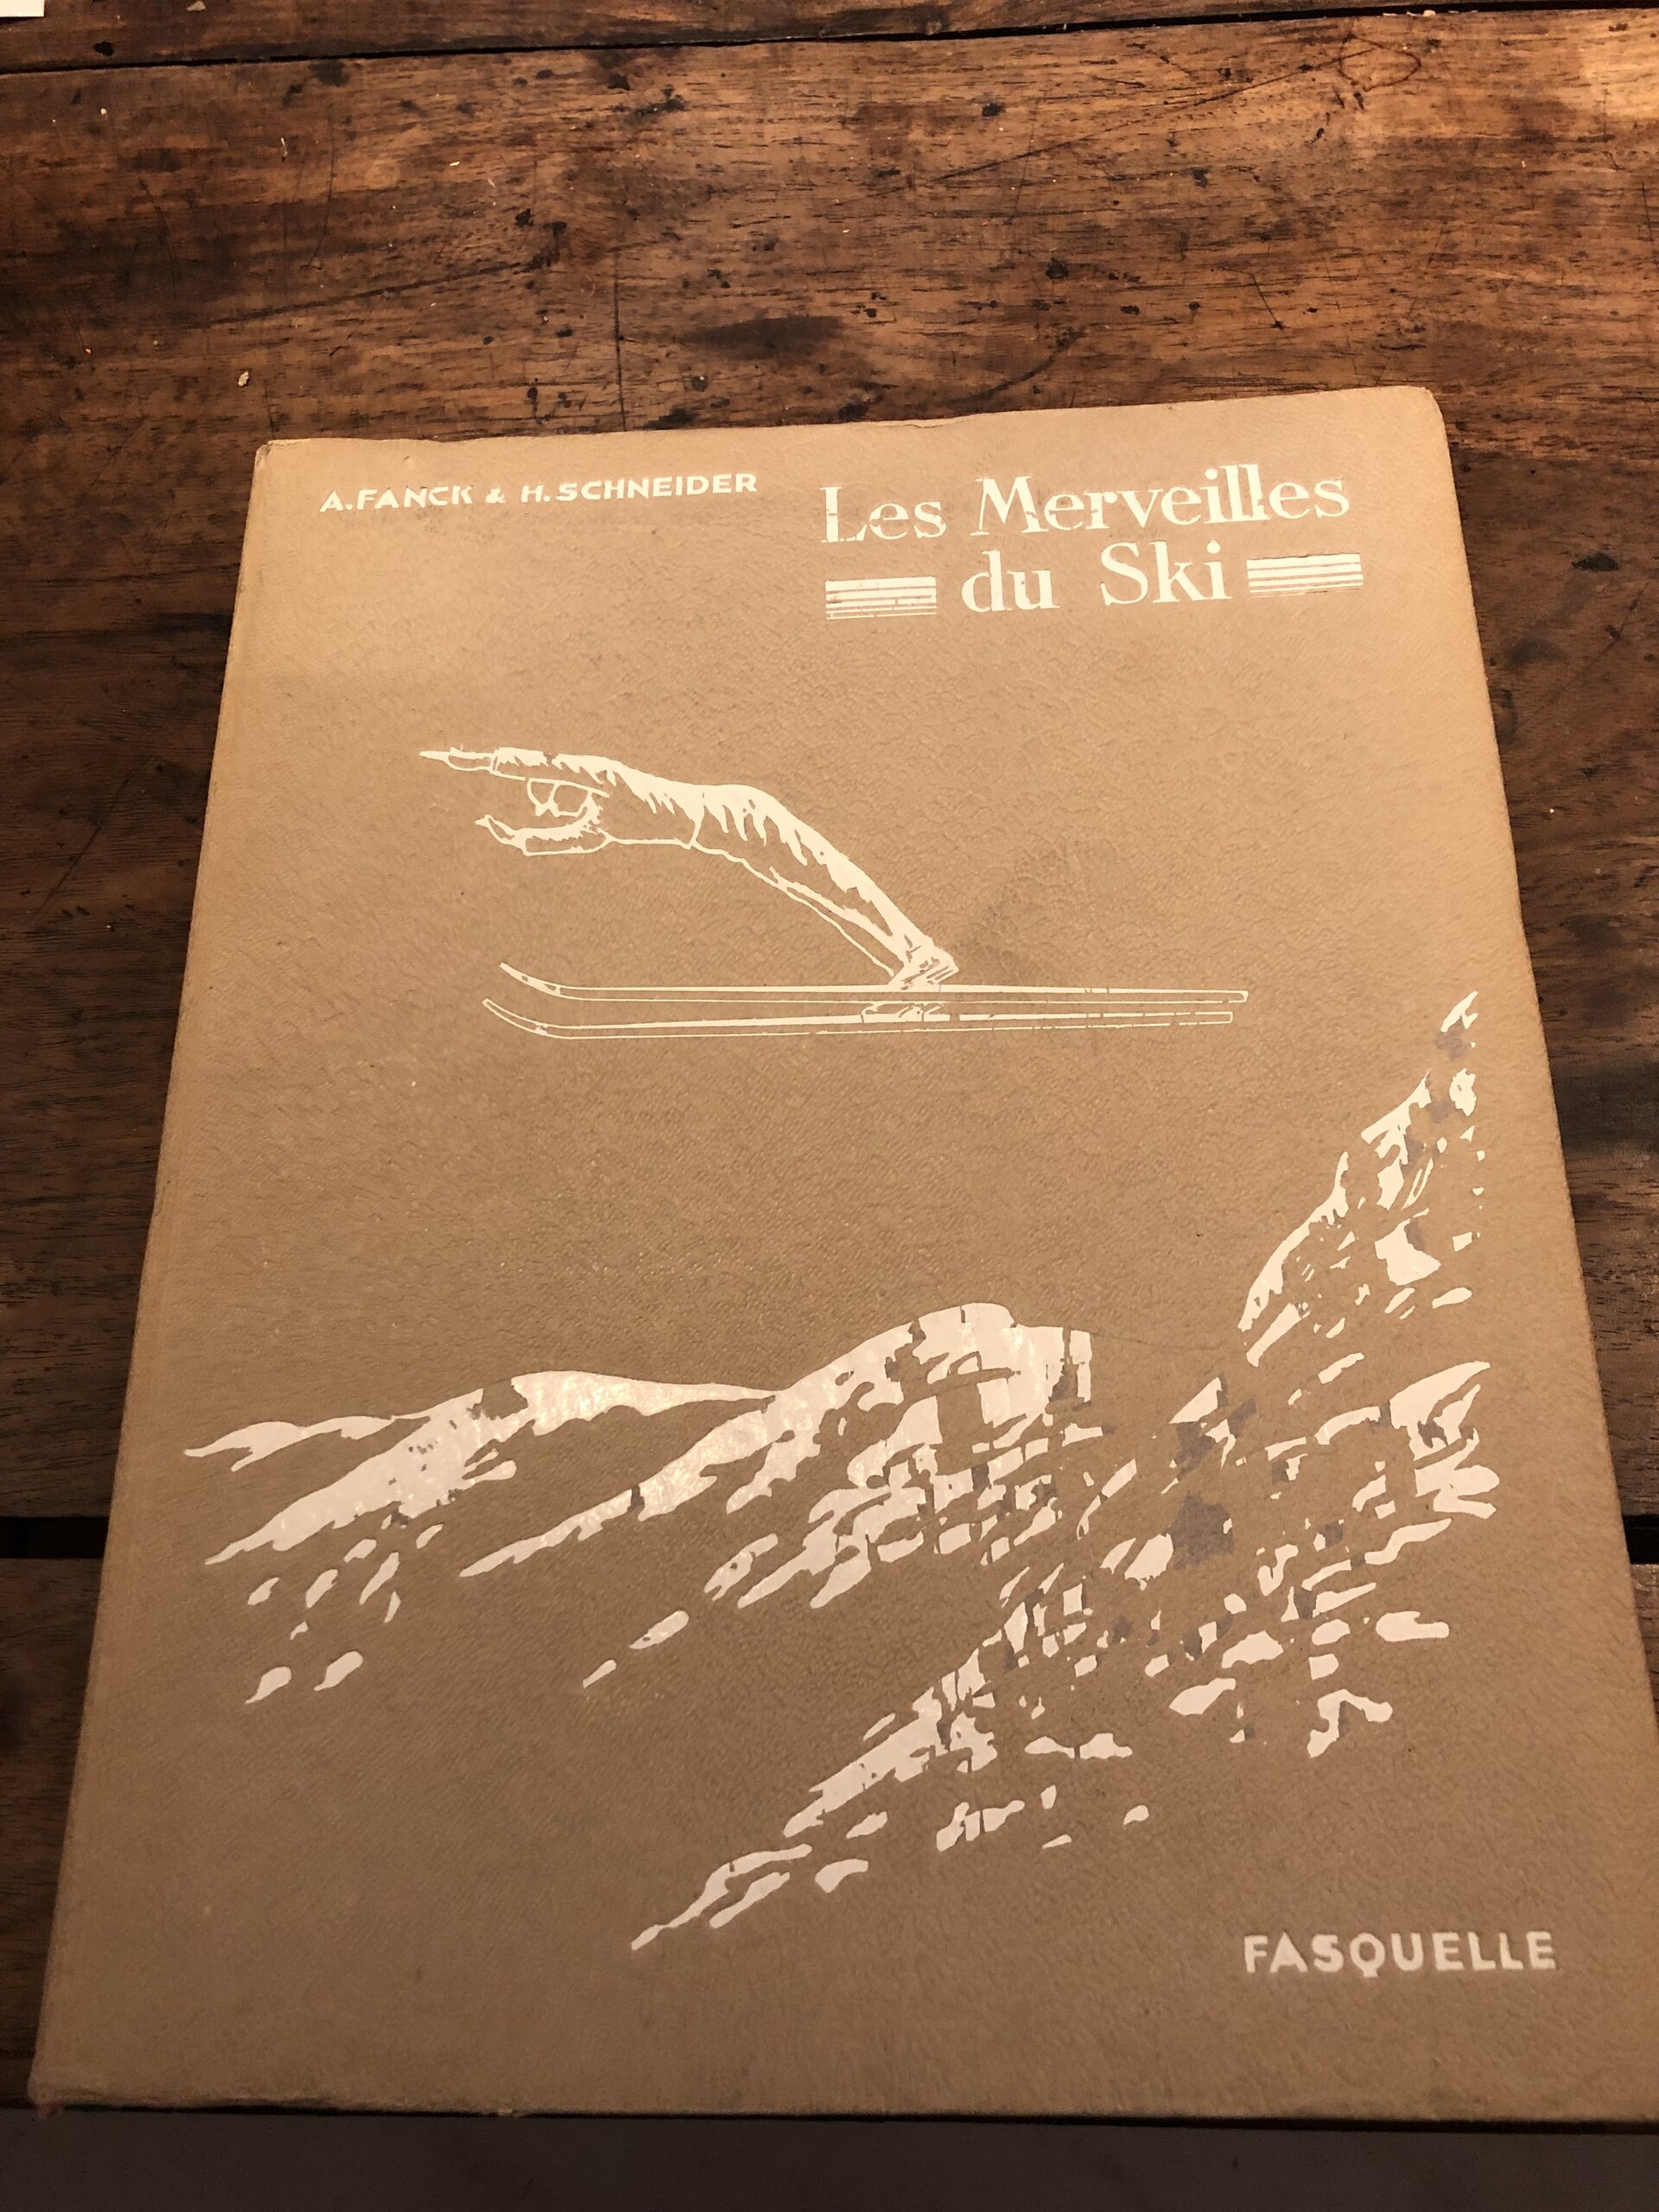 A.FANCK & H.SCHNEIDER
Les Merveilles
du Ski
FASQUELLE